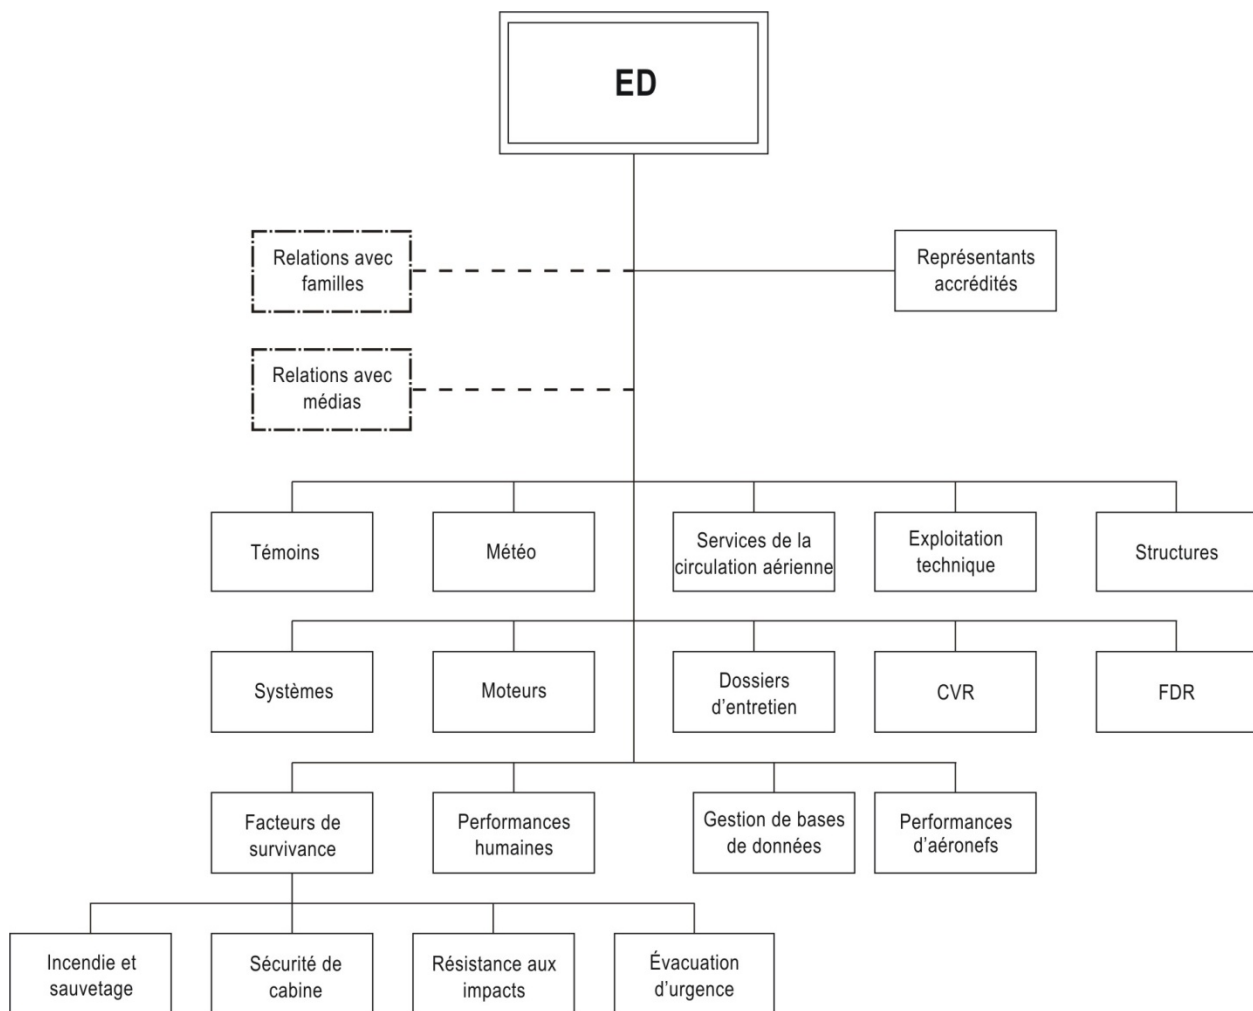 ED
Relations avec
familles
Représentants
accrédités
Relations avec
médias
Témoins
Météo
Services de la
circulation aérienne
Exploitation
technique
Structures
Systèmes
Moteurs
Dossiers
d’entretien
CVR
FDR
Facteurs de
survivance
Performances
humaines
Gestion de bases
de données
Performances
d’aéronefs
Incendie et
sauvetage
Sécurité de
cabine
Résistance aux
impacts
Évacuation
d’urgence